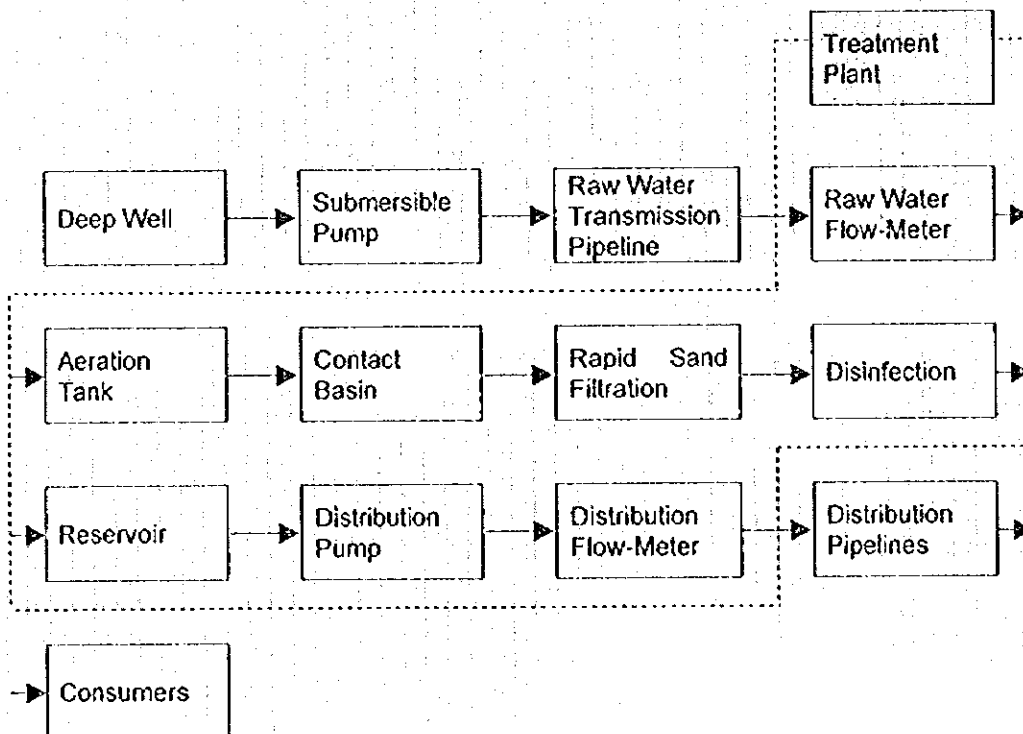 Treatment
Plant
Deep Well
Submersible
Pump
Raw Water
Transmission
Pipeline
Raw Water
Flow-Meter
Aeration
Tank
Contact
Basin
Rapid Sand
Filtration
Disinfection
Reservoir
Distribution
Pump
Distribution
Flow-Meter
Distribution
Pipelines
Consumers